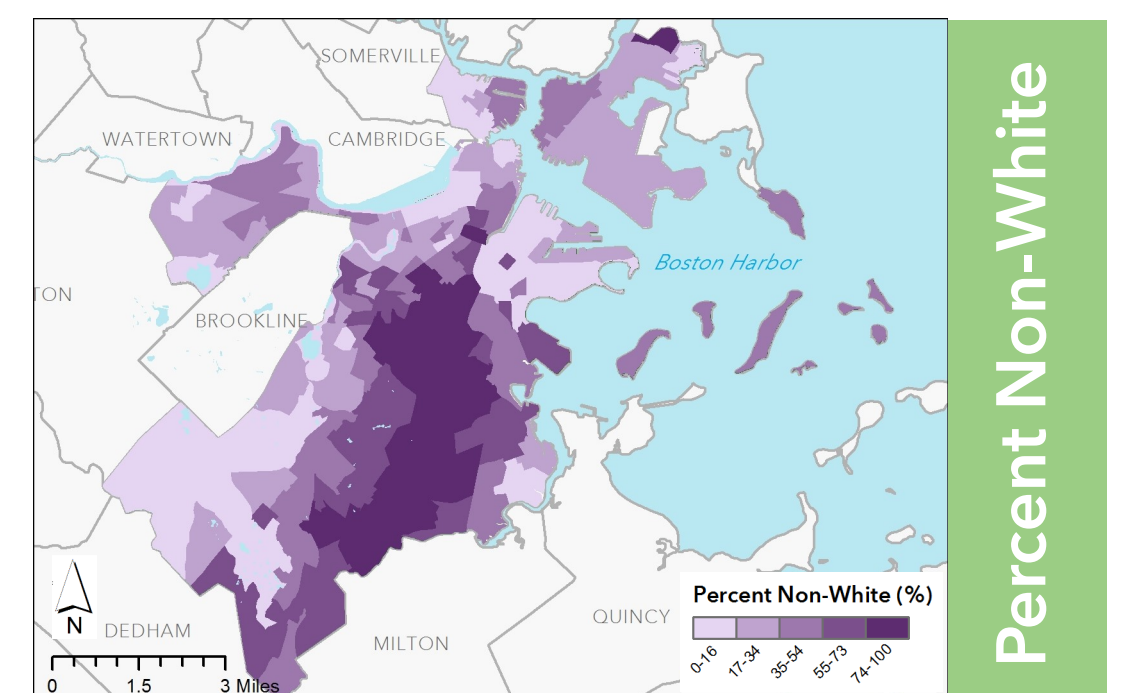 SOMERVILLE
WATERTOWN
CAMBRIDGE
Boston Harbor
TON
BROOKLINE
Percent Non-White (%)
0-16
17-34
35-54
55-73
74-100
N
DEDHAM
QUINCY
MILTON
0 1.5 3 Miles
Percent Non-White